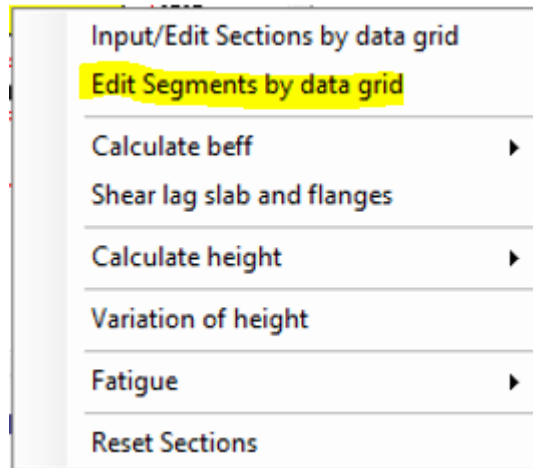 Input/Edit Sections by data grid
Edit Segments by data grid
Calculate beff
Shear lag slab and flanges
Calculate height
Variation of height
Fatigue
Reset Sections